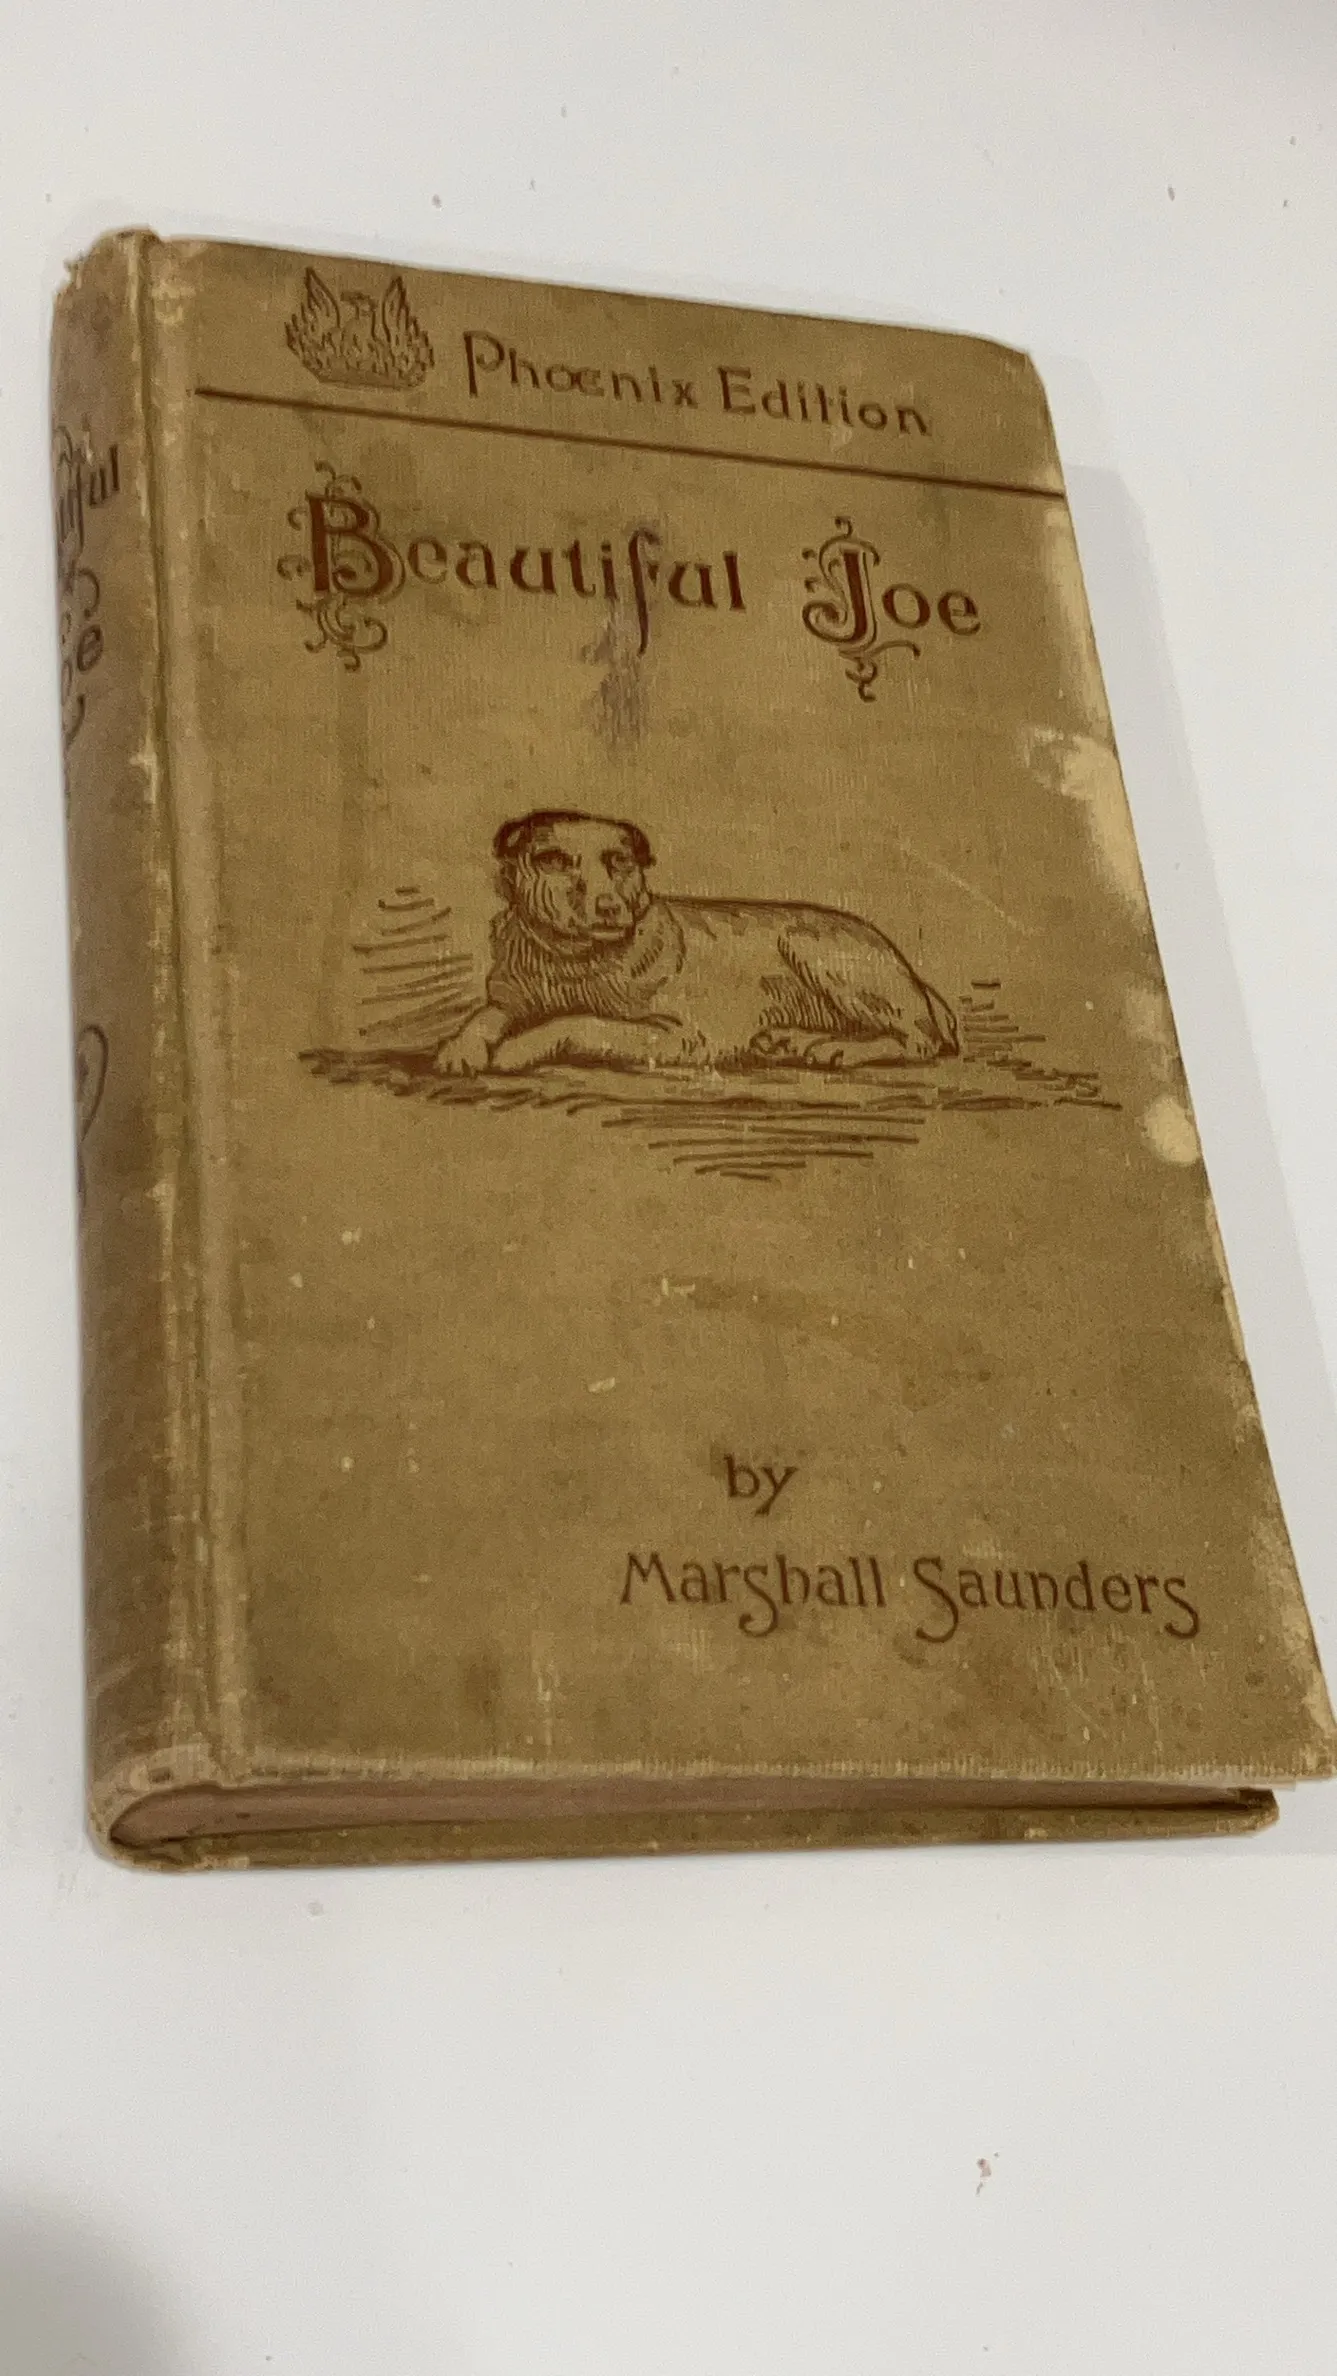 Phœnix Edition
Beautiful Joe
by
Marshall Saunders